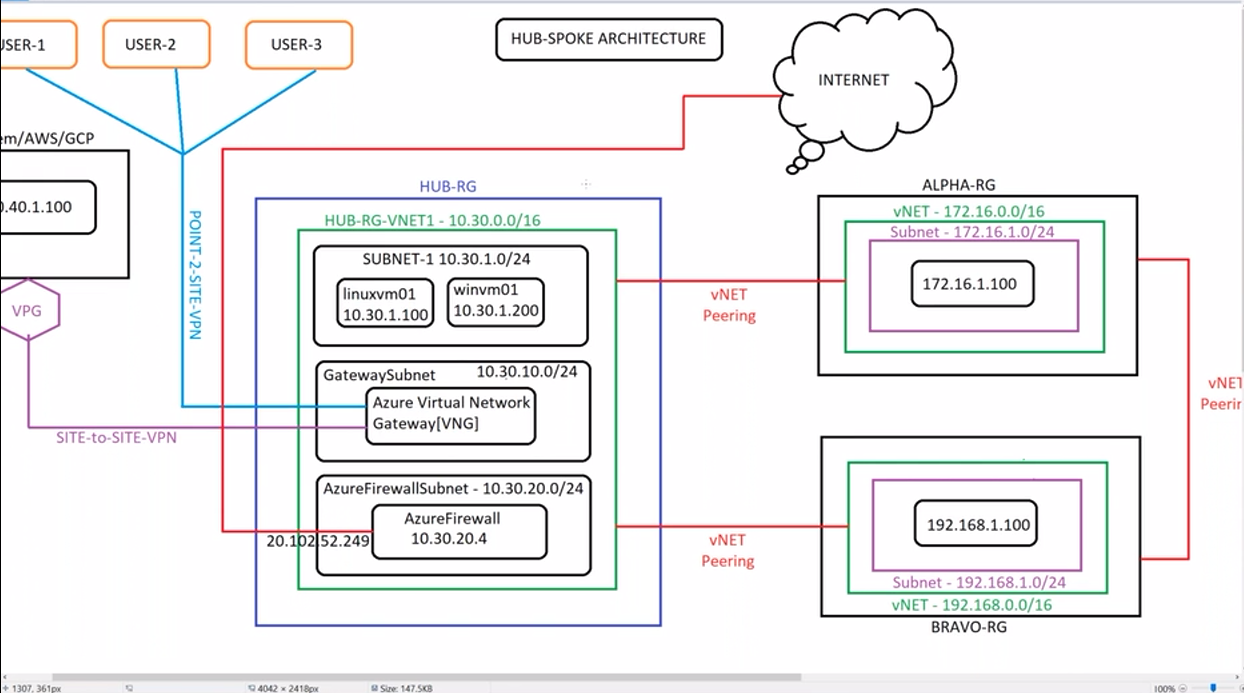 USER-1
USER-2
USER-3
HUB-SPOKE ARCHITECTURE
INTERNET
em/AWS/GCP
0.40.1.100
VPG
POINT-2-SITE-VPN
SITE-to-SITE-VPN
HUB-RG
HUB-RG-VNET1 - 10.30.0.0/16
SUBNET-1 10.30.1.0/24
linuxvm01
10.30.1.100
winvm01
10.30.1.200
GatewaySubnet
10.30.10.0/24
Azure Virtual Network
Gateway[VNG]
AzureFirewallSubnet - 10.30.20.0/24
AzureFirewall
10.30.20.4
20.102.52.249
vNET
Peering
vNET
Peering
ALPHA-RG
vNET - 172.16.0.0/16
Subnet - 172.16.1.0/24
172.16.1.100
vNET
Peerin
192.168.1.100
Subnet - 192.168.1.0/24
vNET - 192.168.0.0/16
BRAVO-RG
1307, 361px
4042 × 2418px
Size: 147.5KB
100%